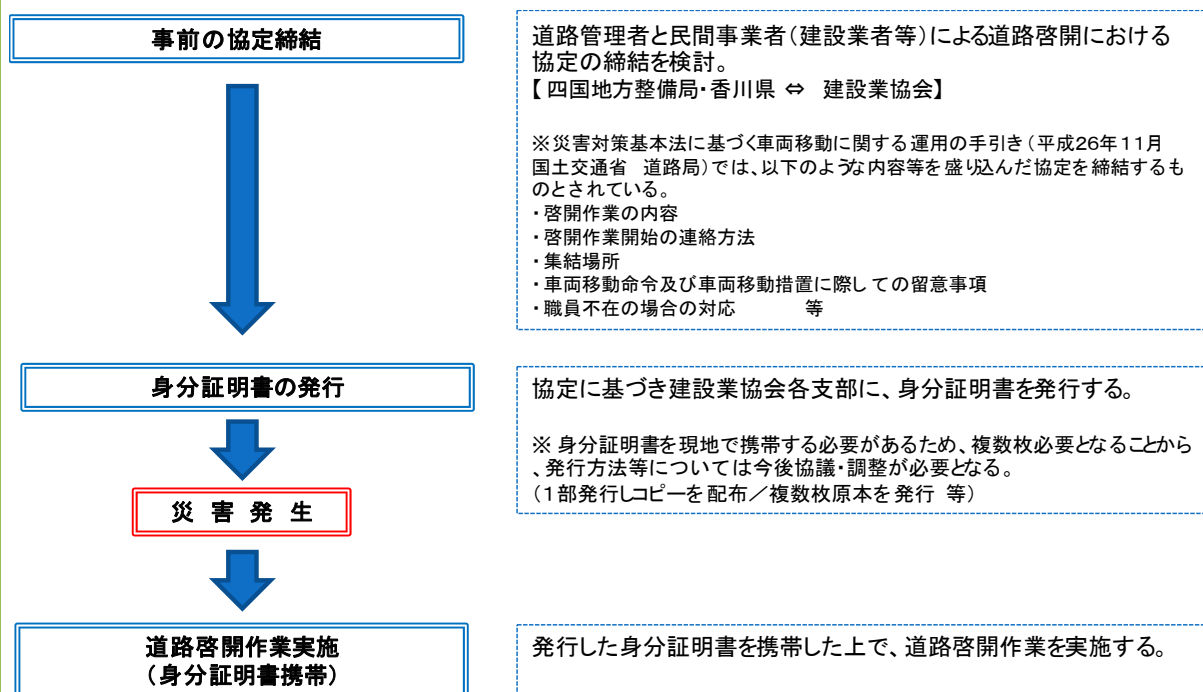 事前の協定締結
道路管理者と民間事業者(建設業者等)による道路啓開における
協定の締結を検討。
【 四国地方整備局・香川県 ⇔ 建設業協会】
※災害対策基本法に基づく車両移動に関する運用の手引き(平成26年11月
国土交通省 道路局)では、以下のような内容等を盛り込んだ協定を締結するも
のとされている。
・啓開作業の内容
・啓開作業開始の連絡方法
・集結場所
・車両移動命令及び車両移動措置に際しての留意事項
・職員不在の場合の対応 等
身分証明書の発行
協定に基づき建設業協会各支部に、身分証明書を発行する。
※ 身分証明書を現地で携帯する必要があるため、複数枚必要となることから
、発行方法等については今後協議・調整が必要となる。
(1部発行しコピーを配布/複数枚原本を発行 等)
災 害 発 生
道路啓開作業実施
(身分証明書携帯)
発行した身分証明書を携帯した上で、道路啓開作業を実施する。